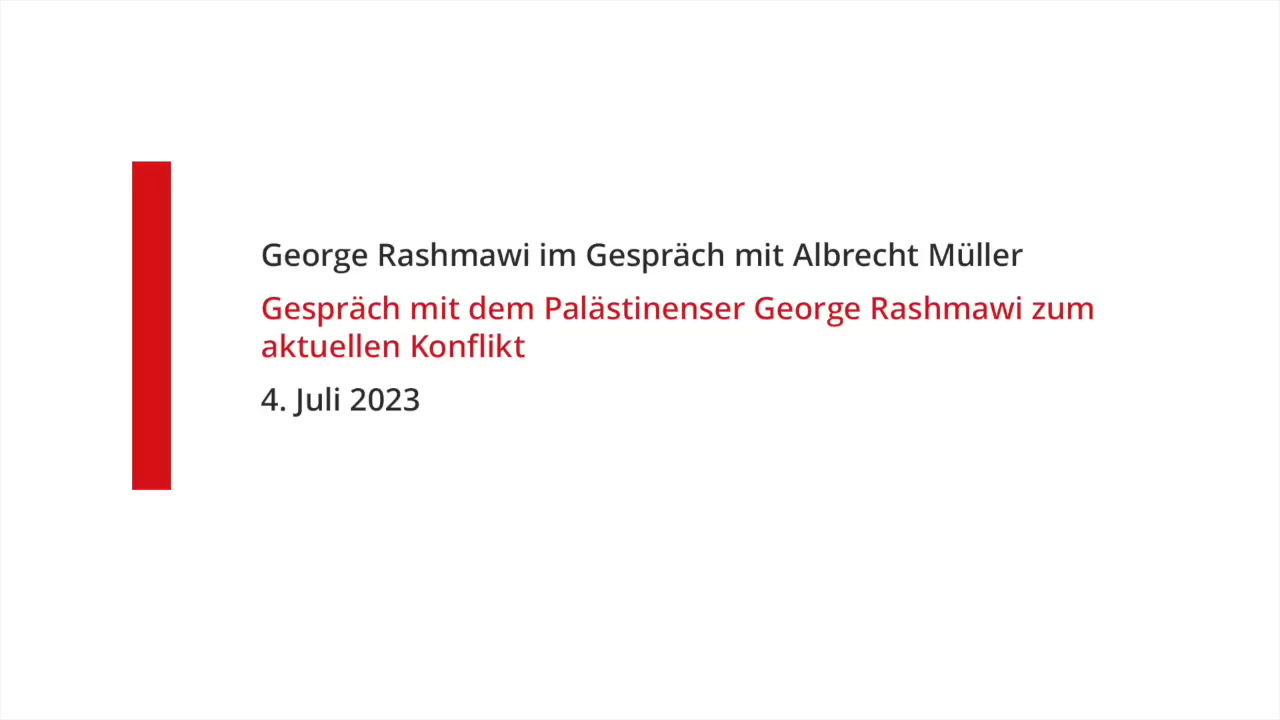 George Rashmawi im Gespräch mit Albrecht Müller
Gespräch mit dem Palästinenser George Rashmawi zum
aktuellen Konflikt
4. Juli 2023